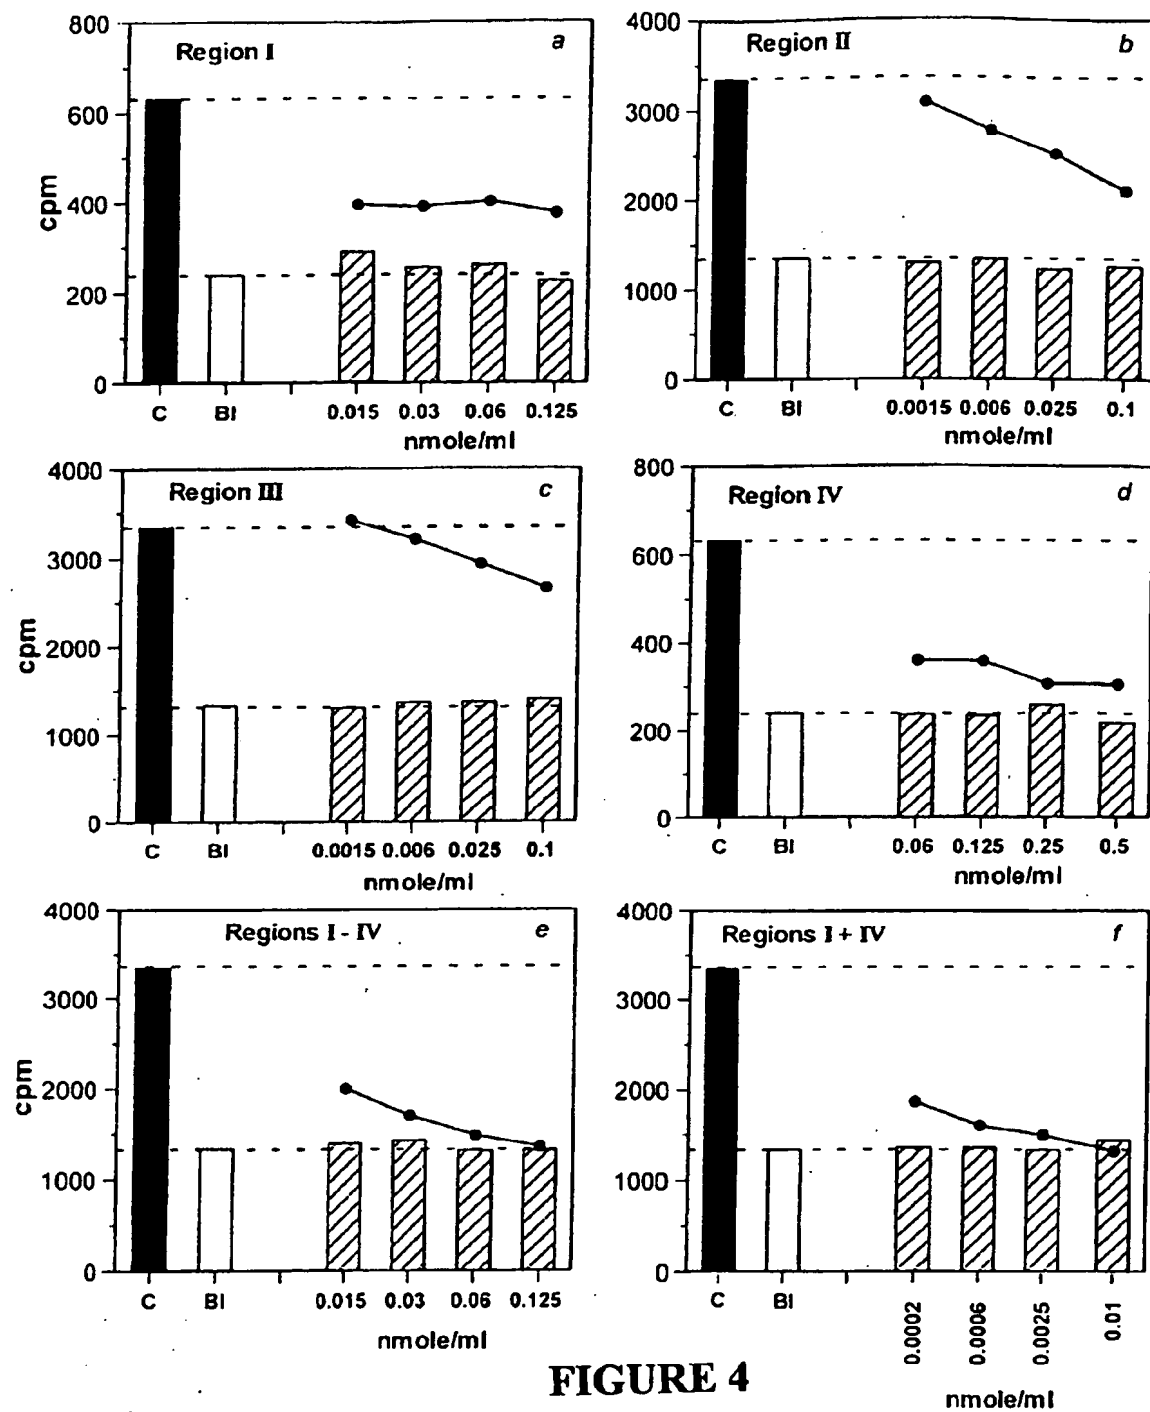 800
600
400
200
0
cpm
Region I
a
C BI 0.015 0.03 0.06 0.125
nmole/ml
4000
3000
2000
1000
0
Region II
b
C BI 0.0015 0.006 0.025 0.1
nmole/ml
4000
3000
2000
1000
0
cpm
Region III
c
C BI 0.0015 0.006 0.025 0.1
nmole/ml
800
600
400
200
0
Region IV
d
C BI 0.06 0.125 0.25 0.5
nmole/ml
4000
3000
2000
1000
0
cpm
Regions I - IV
e
C BI 0.015 0.03 0.06 0.125
nmole/ml
4000
3000
2000
1000
0
Regions I + IV
f
C BI 0.0002 0.0006 0.0025 0.01
nmole/ml
FIGURE 4